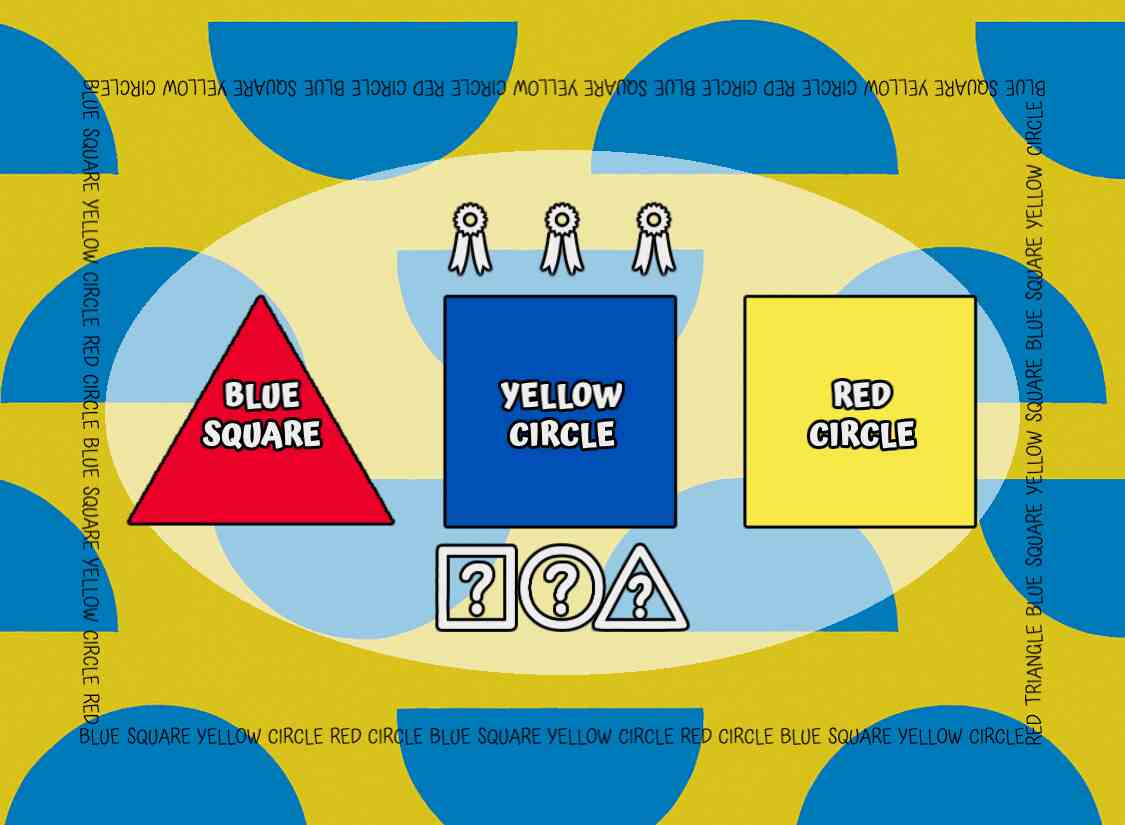 BLUE SQUARE YELLOW CIRCLE RED CIRCLE BLUE SQUARE YELLOW CIRCLE RED CIRCLE BLUE SQUARE YELLOW CIRCLE
BLUE SQUARE YELLOW CIRCLE RED CIRCLE BLUE SQUARE YELLOW CIRCLE RED
BLUE
SQUARE
YELLOW
CIRCLE
RED
CIRCLE
? ? ?
RED TRIANGLE BLUE SQUARE YELLOW SQUARE BLUE SQUARE YELLOW CIRCLE
BLUE SQUARE YELLOW CIRCLE RED CIRCLE BLUE SQUARE YELLOW CIRCLE RED CIRCLE BLUE SQUARE YELLOW CIRCLE